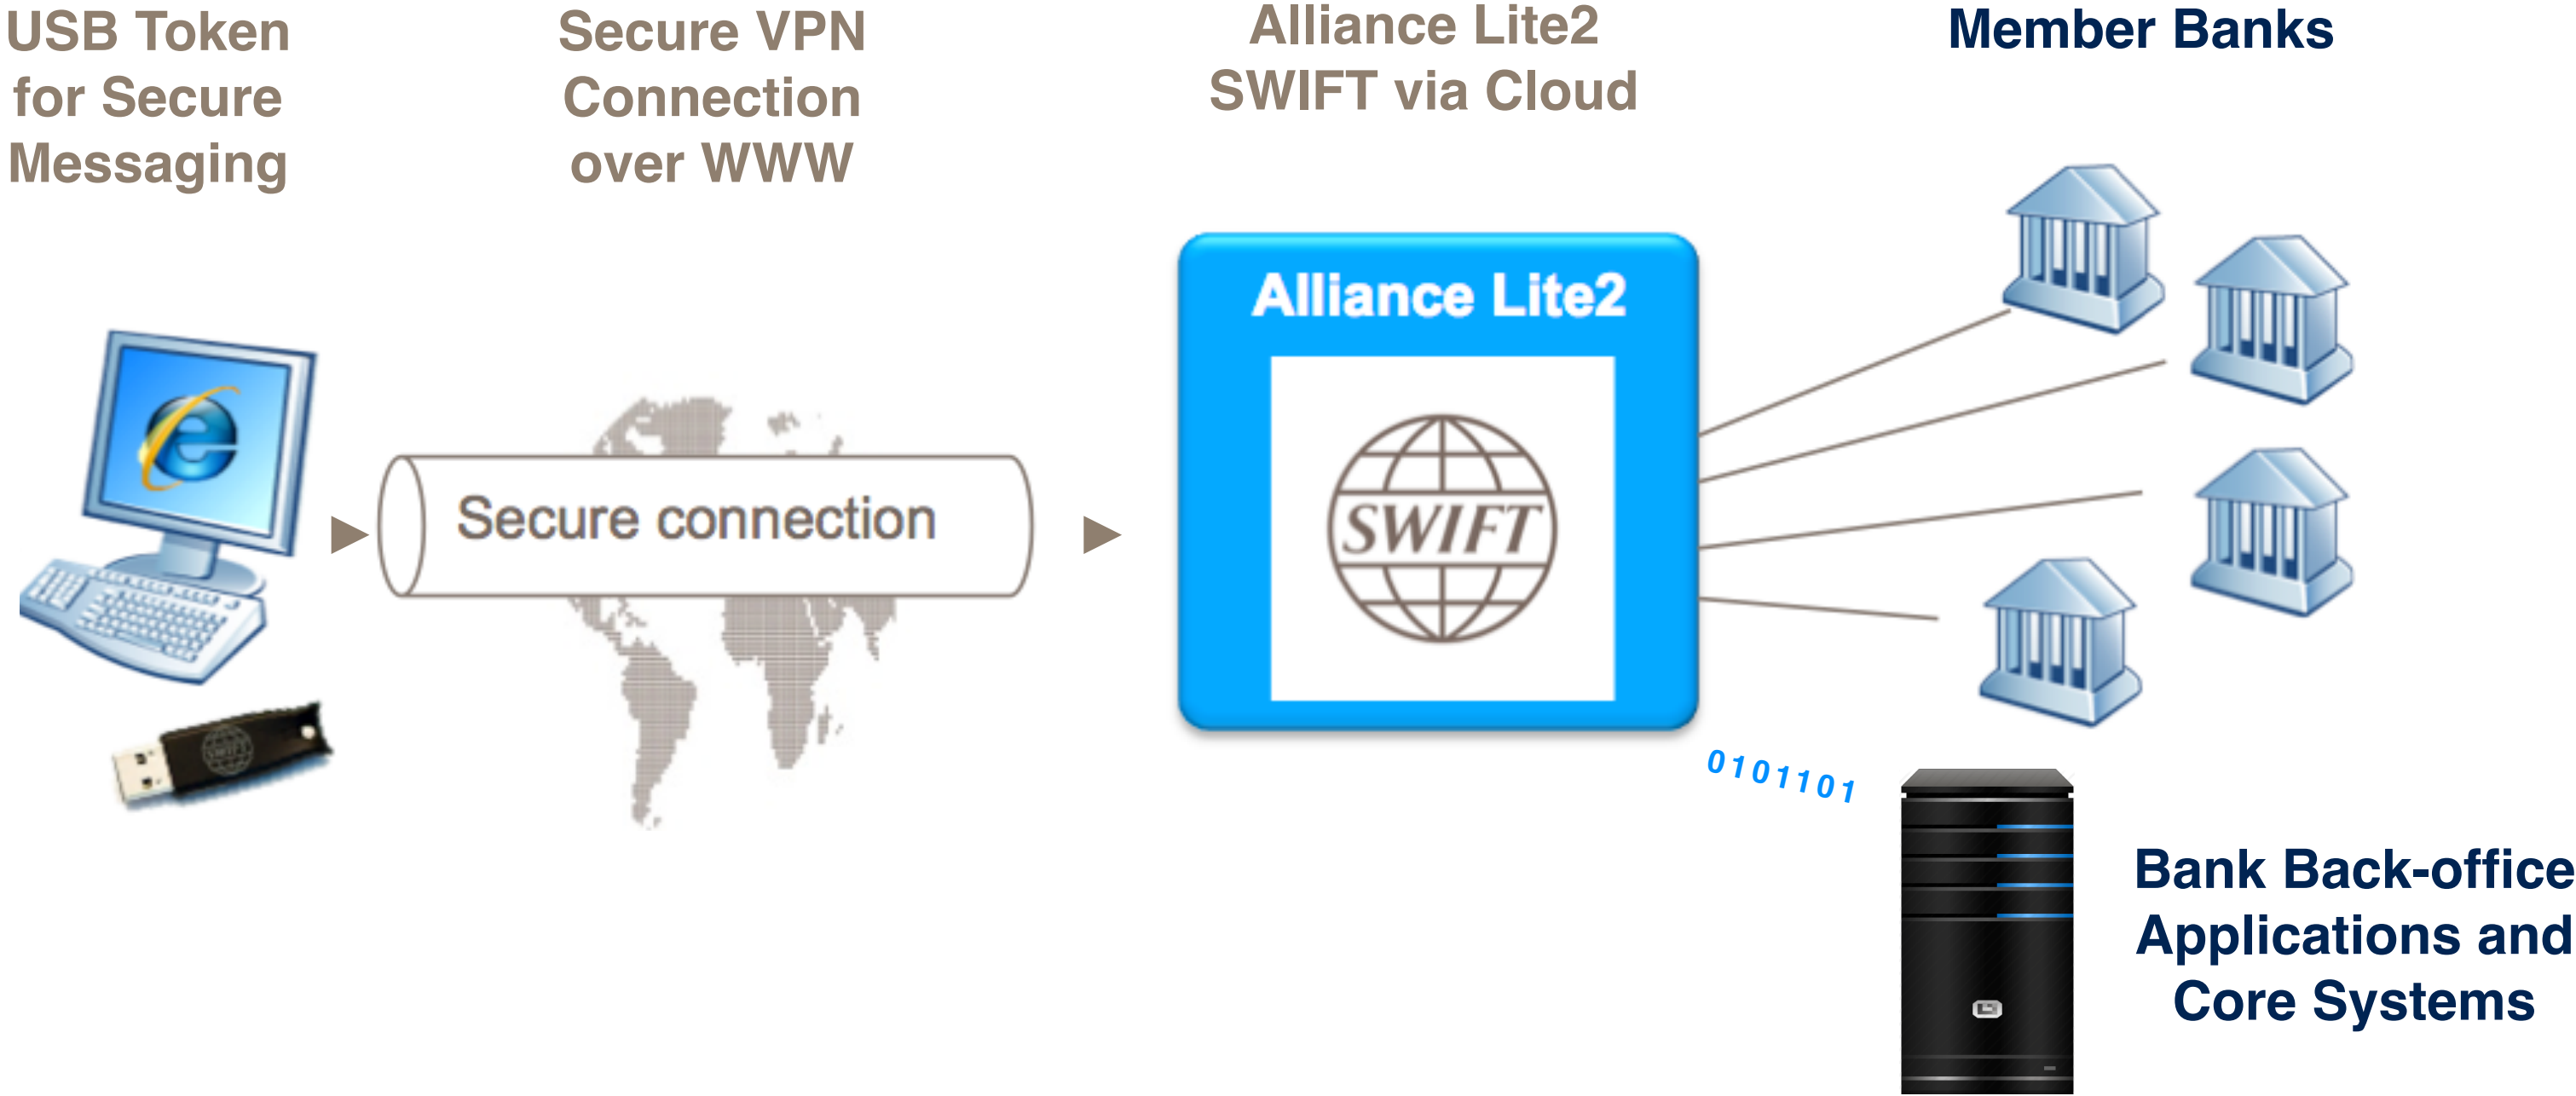 USB Token
for Secure
Messaging
Secure VPN
Connection
over WWW
Alliance Lite2
SWIFT via Cloud
Member Banks
Alliance Lite2
Secure connection
SWIFT
SWIFT
0101101
Bank Back-office
Applications and
Core Systems